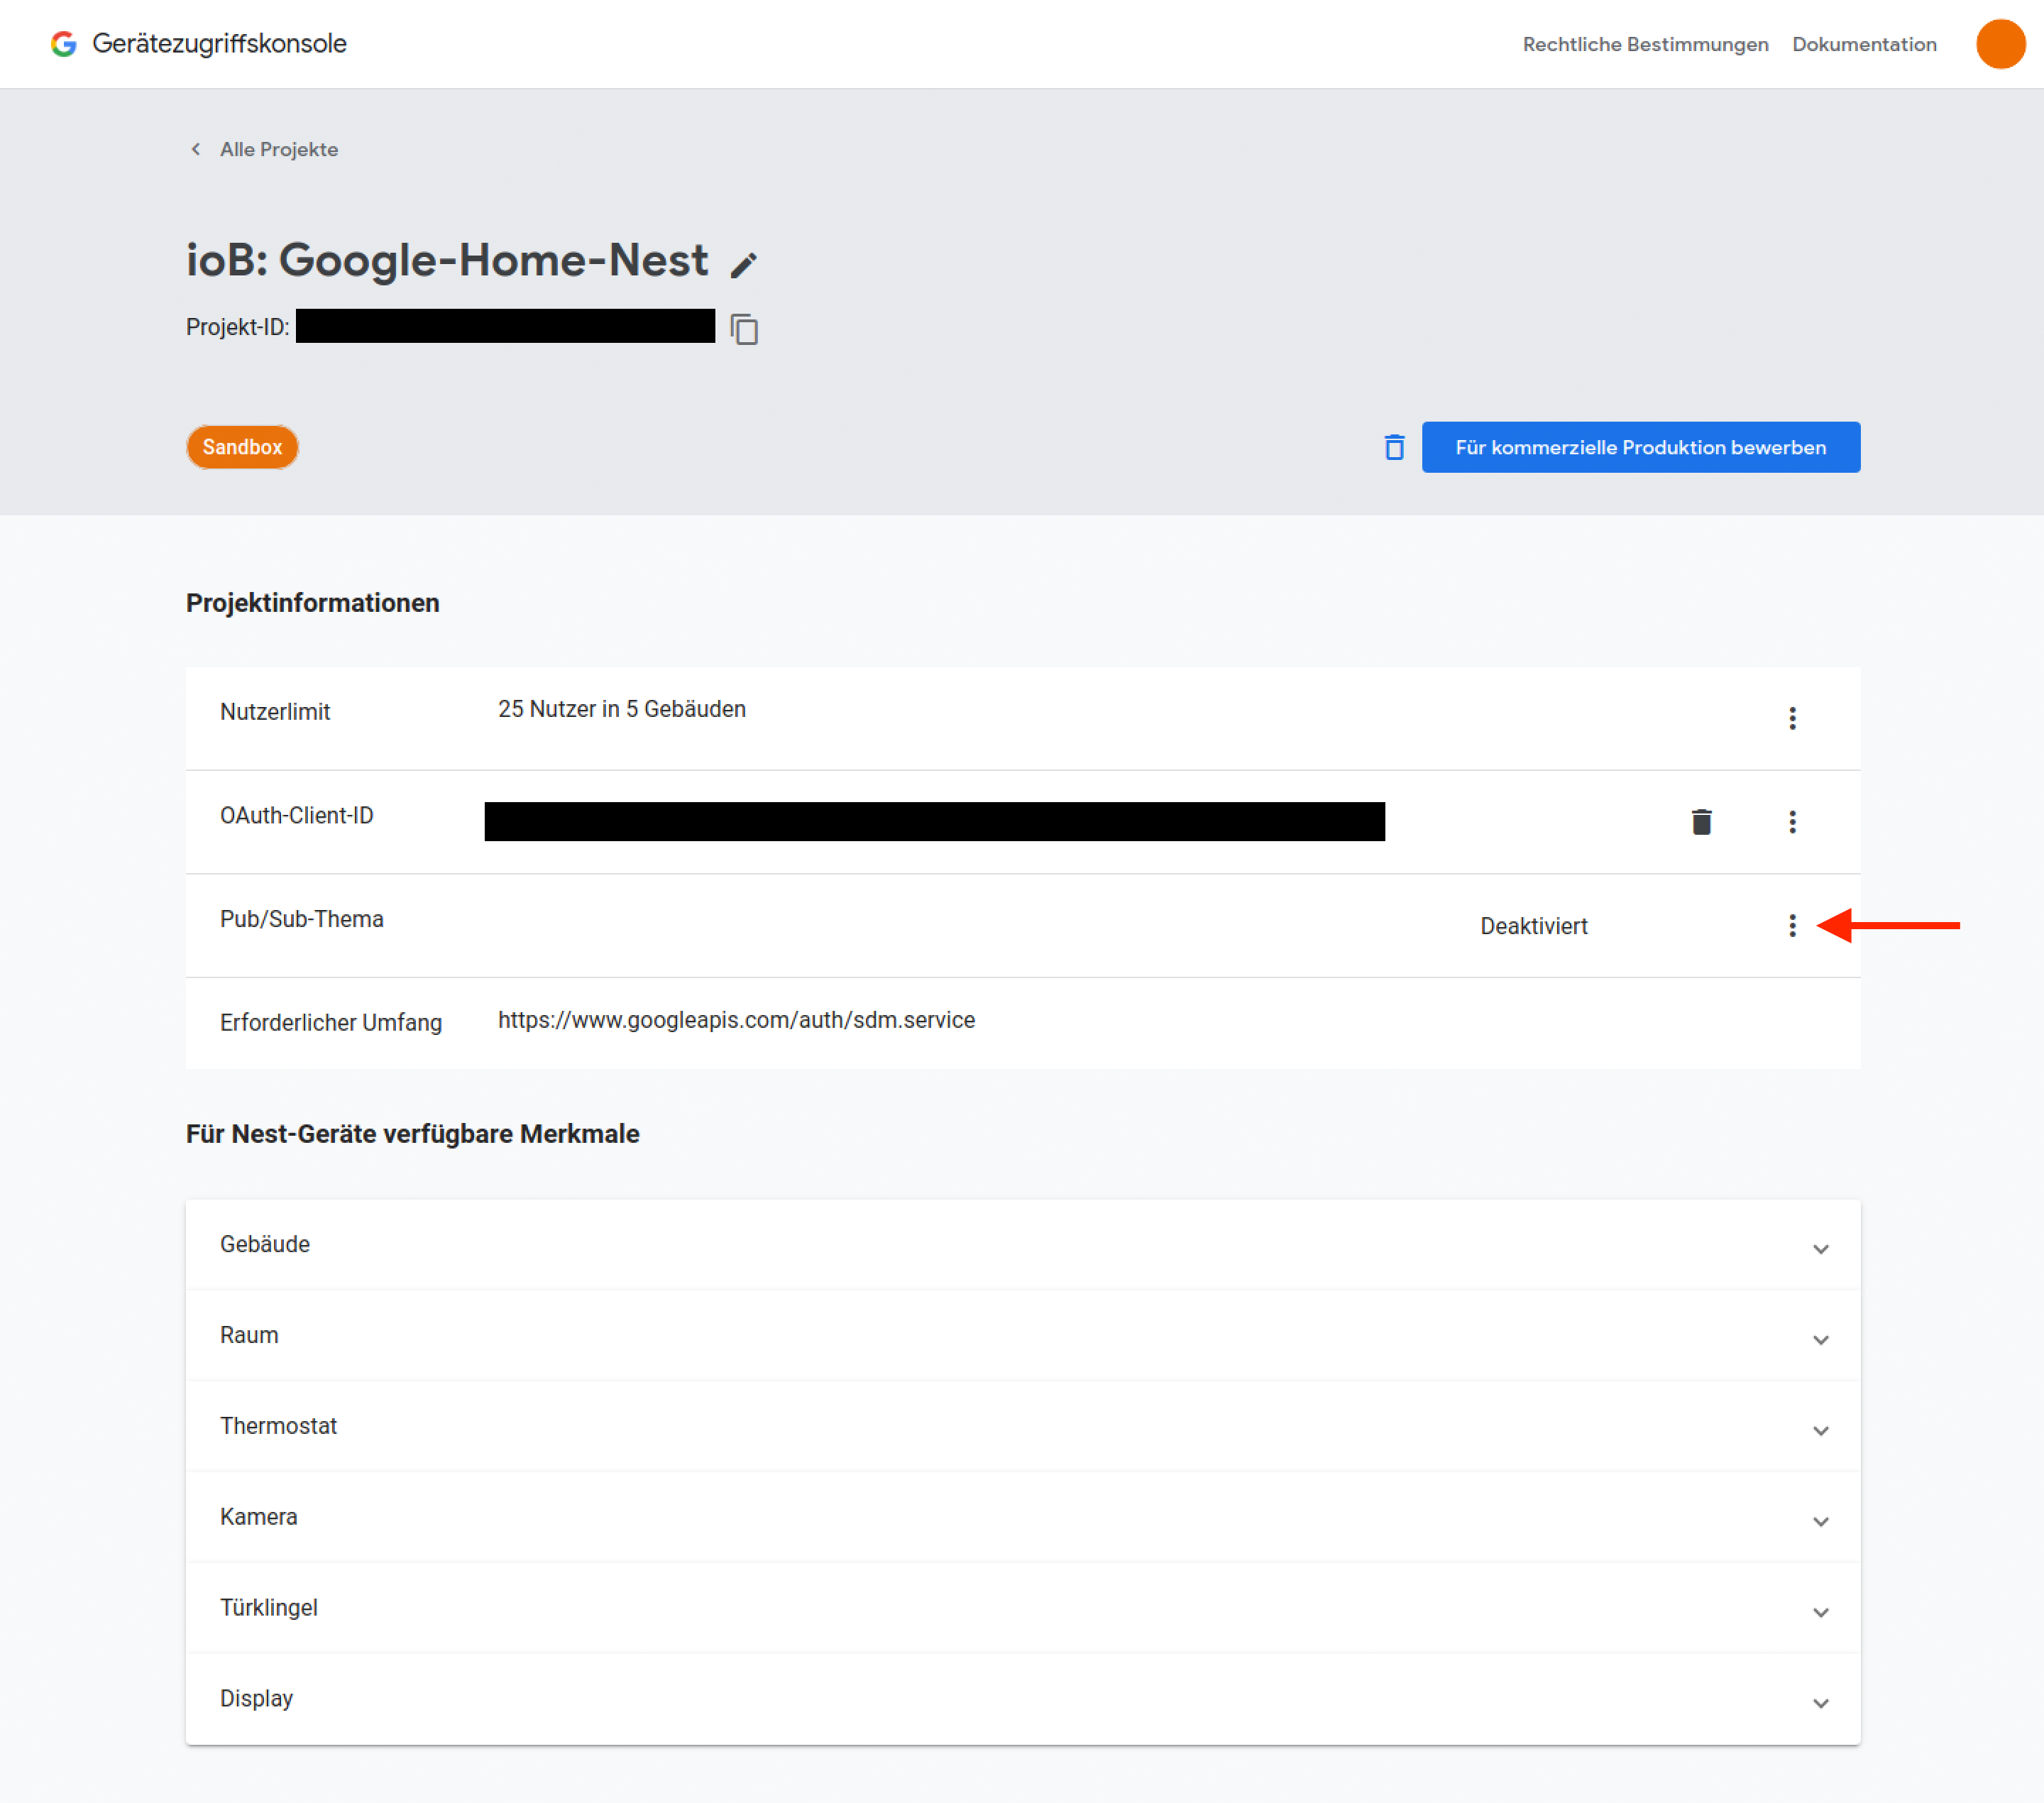 Gerätezugriffskonsole
Rechtliche Bestimmungen
Dokumentation
Alle Projekte
ioB: Google-Home-Nest
Projekt-ID:
Sandbox
Für kommerzielle Produktion bewerben
Projektinformationen
Nutzerlimit
25 Nutzer in 5 Gebäuden
OAuth-Client-ID
Pub/Sub-Thema
Deaktiviert
Erforderlicher Umfang
https://www.googleapis.com/auth/sdm.service
Für Nest-Geräte verfügbare Merkmale
Gebäude
Raum
Thermostat
Kamera
Türklingel
Display